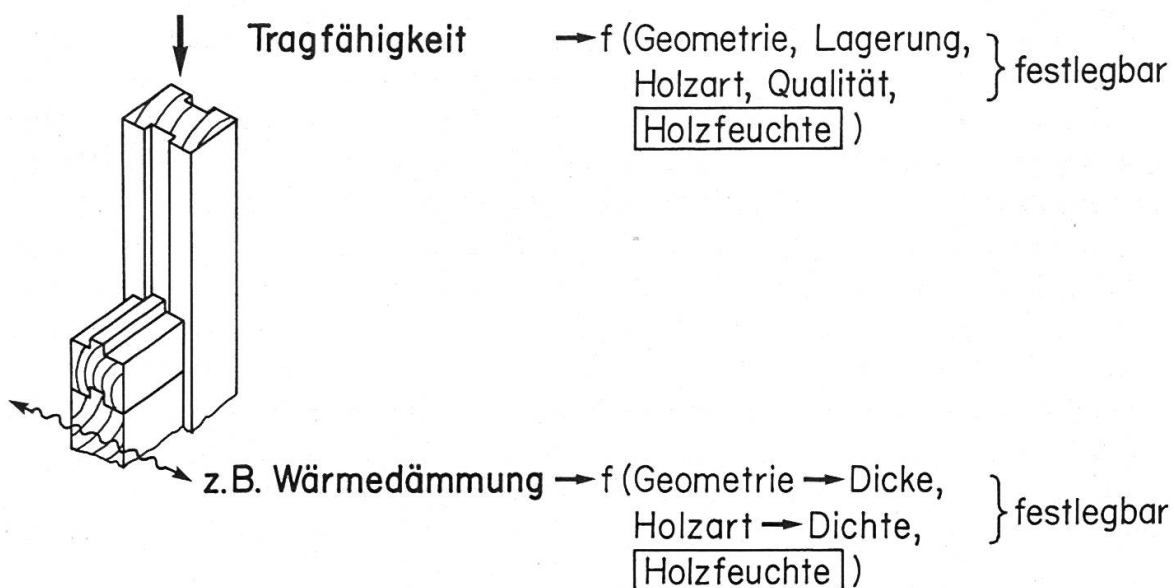 Tragfähigkeit → f (Geometrie, Lagerung,
Holzart, Qualität, } festlegbar
Holzfeuchte )
z.B. Wärmedämmung → f (Geometrie → Dicke,
Holzart → Dichte, } festlegbar
Holzfeuchte )